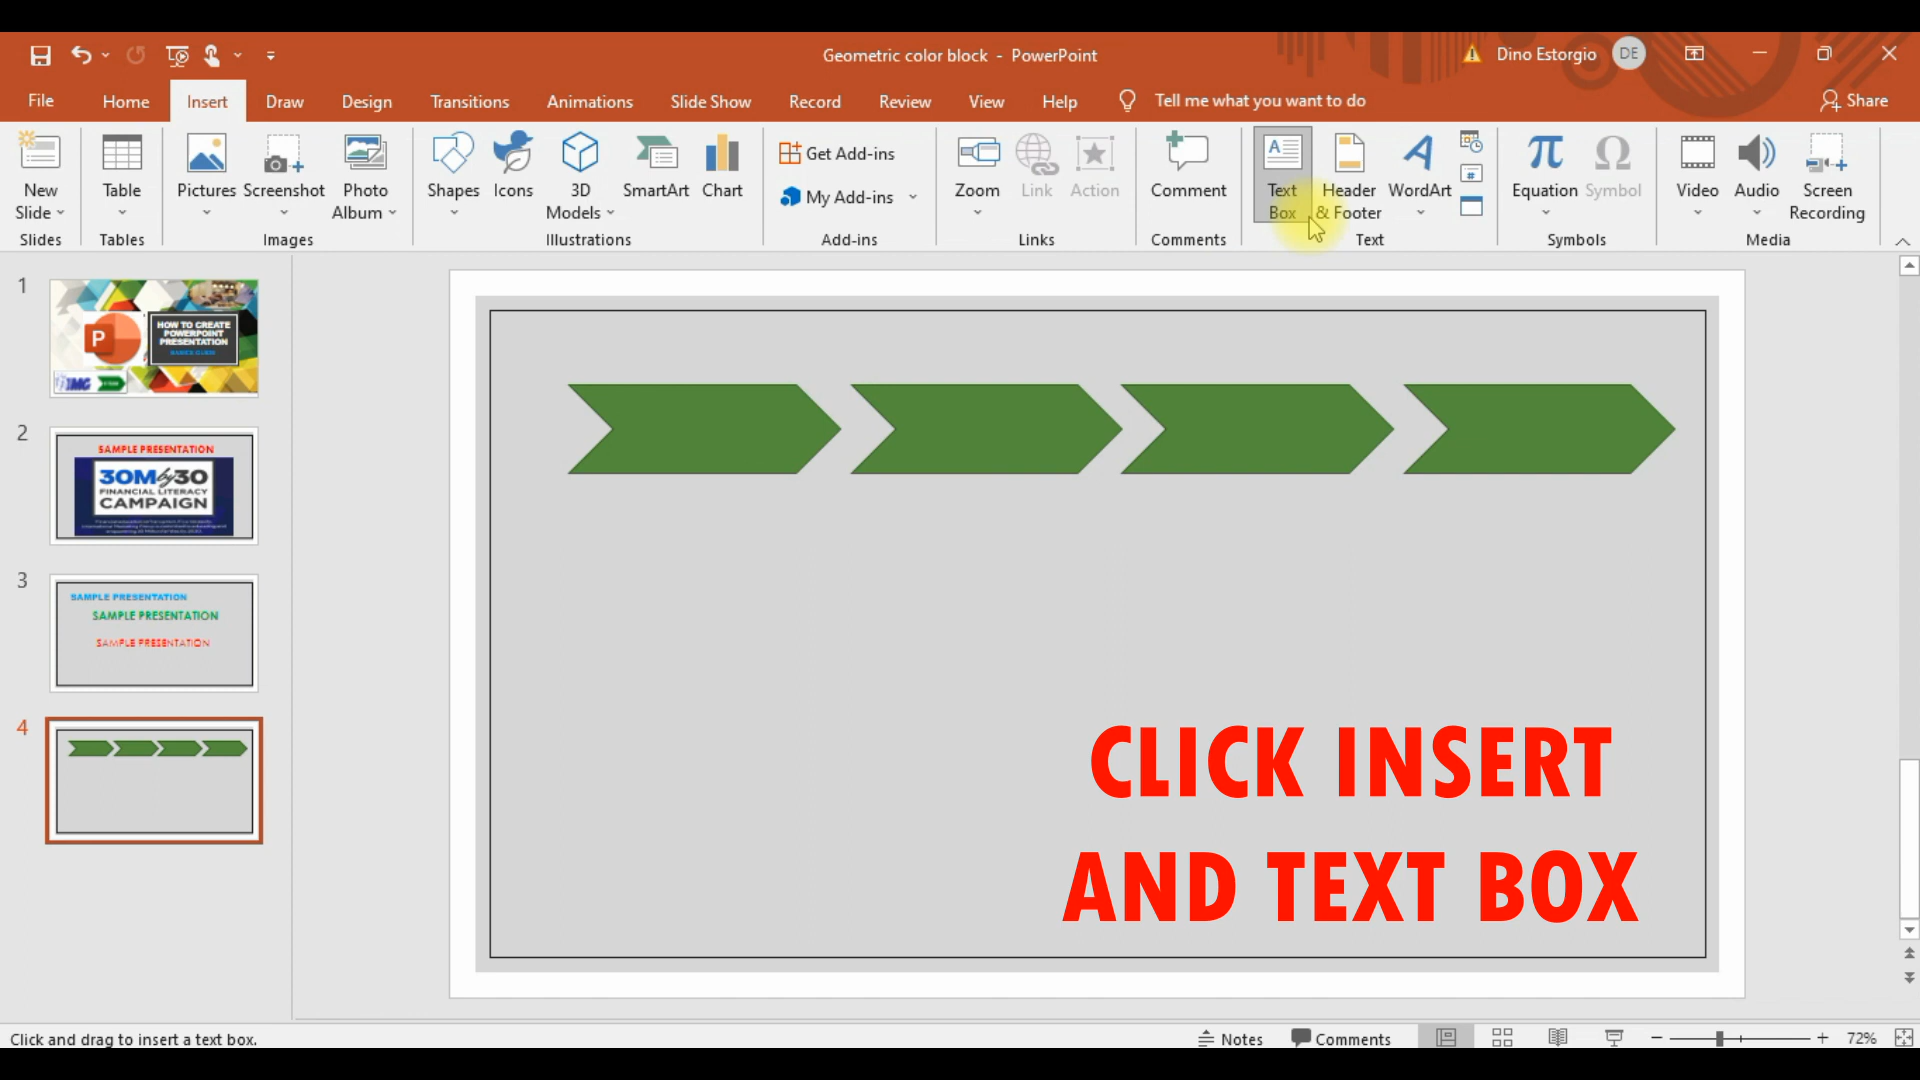 Geometric color block - PowerPoint
Dino Estorgio
DE
File
Home
Insert
Draw
Design
Transitions
Animations
Slide Show
Record
Review
View
Help
Tell me what you want to do
Share
New
Slide
Slides
Table
Tables
Pictures
Screenshot
Photo
Album
Images
Shapes
Icons
3D
Models
SmartArt
Chart
Illustrations
Get Add-ins
My Add-ins
Add-ins
Zoom
Link
Action
Links
Comment
Comments
Text
Box
Header
& Footer
WordArt
Text
Equation
Symbol
Symbols
Video
Audio
Screen
Recording
Media
1
P
HOW TO CREATE
POWERPOINT
PRESENTATION
IMG
2
SAMPLE PRESENTATION
30M by 30
FINANCIAL LITERACY
CAMPAIGN
3
SAMPLE PRESENTATION
SAMPLE PRESENTATION
SAMPLE PRESENTATION
4
CLICK INSERT
AND TEXT BOX
Click and drag to insert a text box.
Notes
Comments
72%